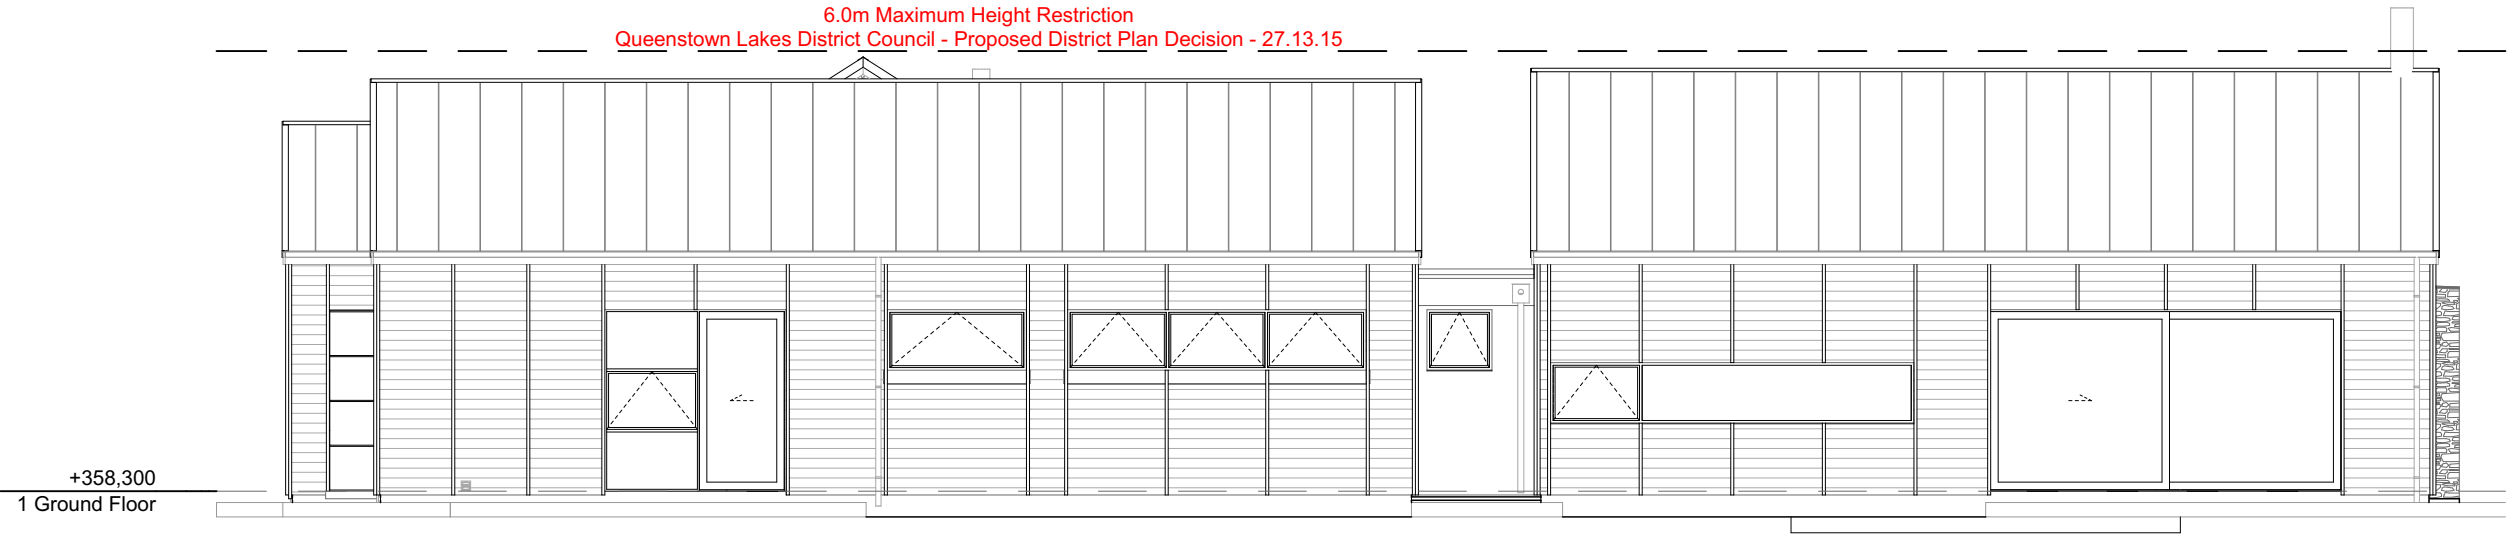 6.0m Maximum Height Restriction
Queenstown Lakes District Council - Proposed District Plan Decision - 27.13.15
+358,300
1 Ground Floor